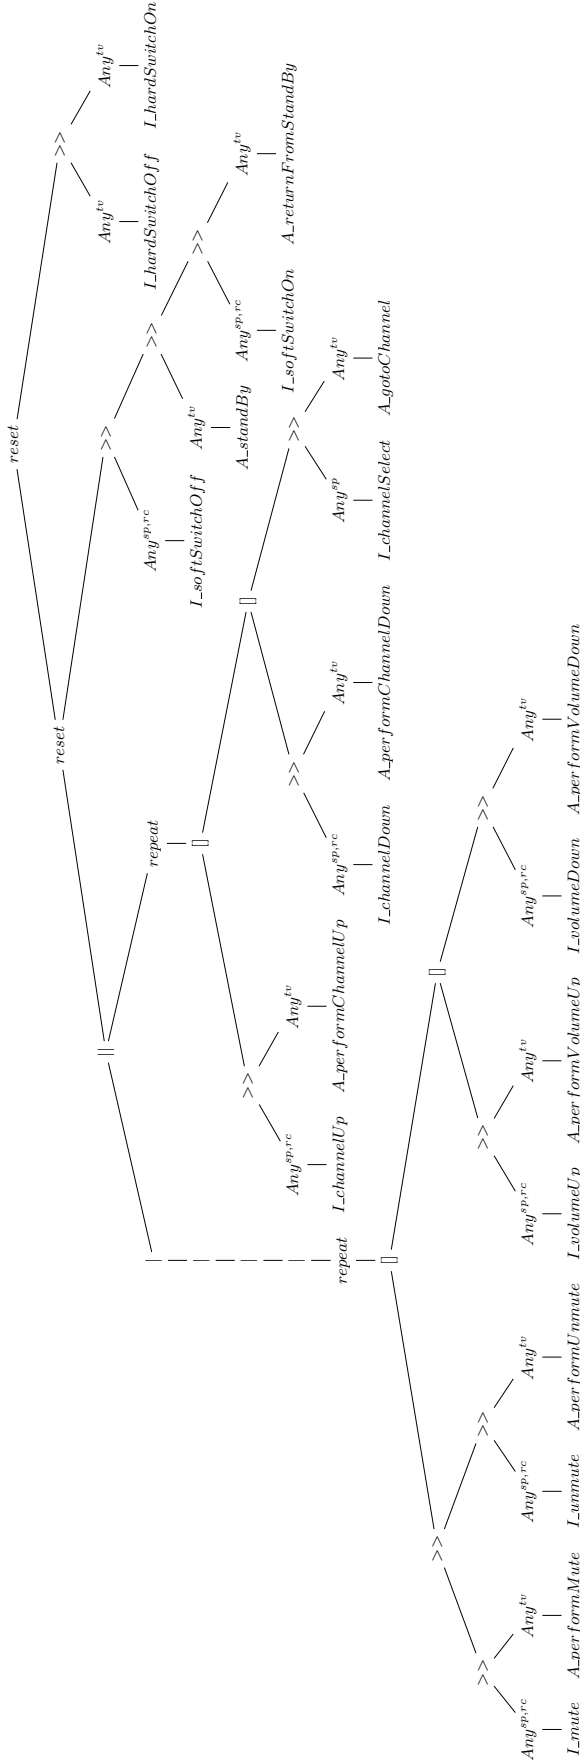 reset
reset >>
|| >> Any^tv Any^tv
repeat Any^sp,rc >> I_hardSwitchOff I_hardSwitchOn
[] I_softSwitchOff Any^tv >>
>> [] A_standBy Any^sp,rc Any^tv
Any^sp,rc Any^tv >> >> I_softSwitchOn A_returnFromStandBy
repeat I_channelUp A_performChannelUp Any^sp,rc Any^tv Any^sp Any^tv
[] I_channelDown A_performChannelDown I_channelSelect A_gotoChannel
>> []
>> >> >> >>
Any^sp,rc Any^tv Any^sp,rc Any^tv Any^sp,rc Any^tv Any^sp,rc Any^tv
I_mute A_performMute I_unmute A_performUnmute I_volumeUp A_performVolumeUp I_volumeDown A_performVolumeDown